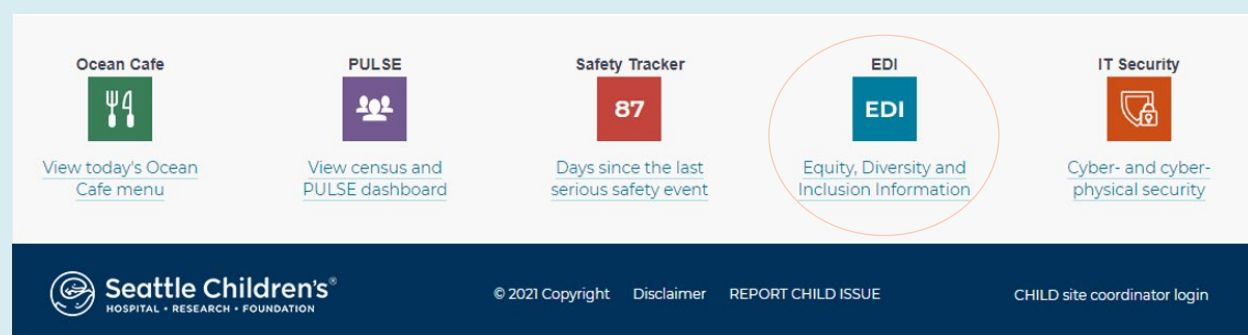 Ocean Cafe
View today's Ocean
Cafe menu
PULSE
View census and
PULSE dashboard
Safety Tracker
87
Days since the last
serious safety event
EDI
EDI
Equity, Diversity and
Inclusion Information
IT Security
Cyber- and cyber-
physical security
Seattle Children's®
HOSPITAL • RESEARCH • FOUNDATION
© 2021 Copyright Disclaimer REPORT CHILD ISSUE
CHILD site coordinator login